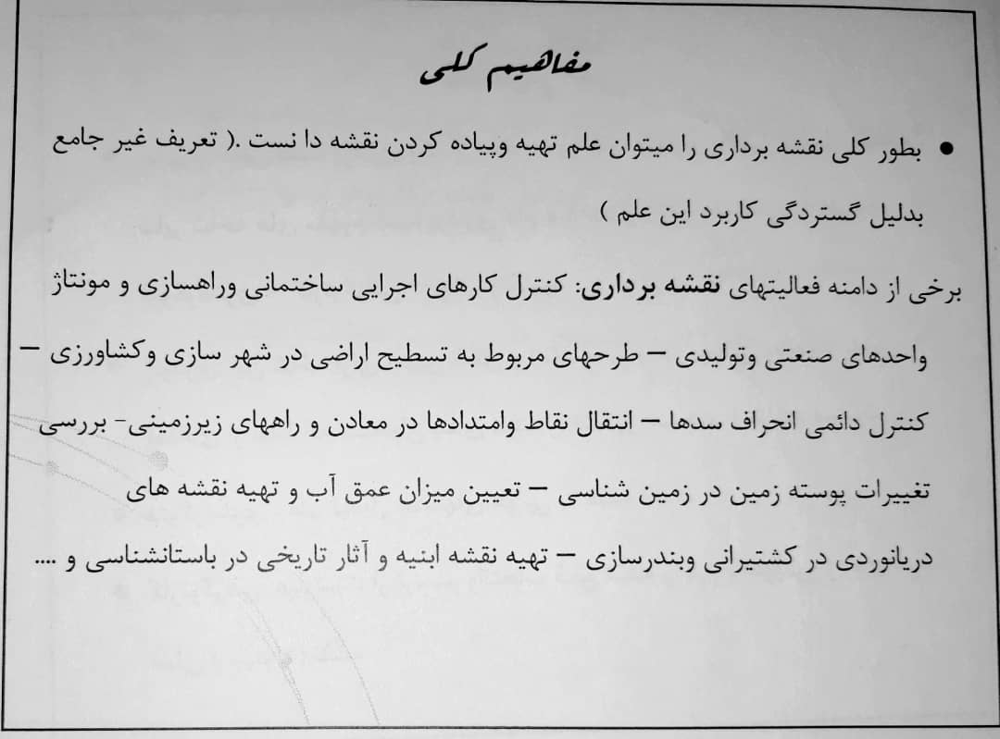 مفاهیم کلی
● بطور کلی نقشه برداری را میتوان علم تهیه وپیاده کردن نقشه دا نست .( تعریف غیر جامع
بدلیل گستردگی کاربرد این علم )
برخی از دامنه فعالیتهای نقشه برداری: کنترل کارهای اجرایی ساختمانی وراهسازی و مونتاژ
واحدهای صنعتی وتولیدی – طرحهای مربوط به تسطیح اراضی در شهر سازی وکشاورزی –
کنترل دائمی انحراف سدها – انتقال نقاط وامتدادها در معادن و راههای زیرزمینی- بررسی
تغییرات پوسته زمین در زمین شناسی – تعیین میزان عمق آب و تهیه نقشه های
دریانوردی در کشتیرانی وبندرسازی – تهیه نقشه ابنیه و آثار تاریخی در باستانشناسی و ....